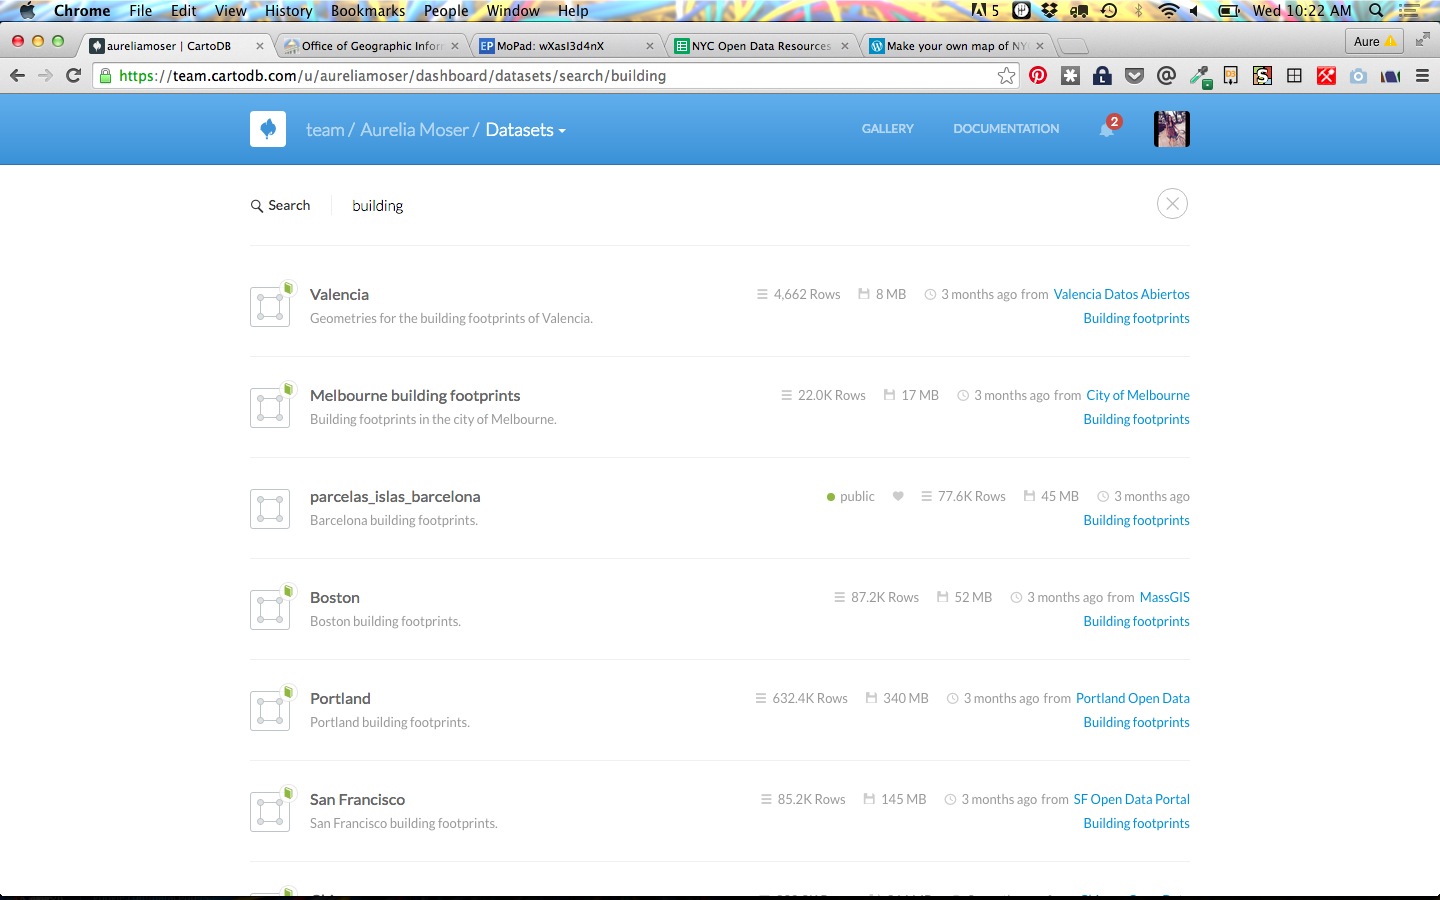 Chrome File Edit View History Bookmarks People Window Help 5 Wed 10:22 AM
aureliamoser | CartoDB Office of Geographic Inform MoPad: wXasI3d4nX NYC Open Data Resources Make your own map of NY Aure
https://team.cartodb.com/u/aureliamoser/dashboard/datasets/search/building
team / Aurelia Moser / Datasets GALLERY DOCUMENTATION 2
Search building
Valencia 4,662 Rows 8 MB 3 months ago from Valencia Datos Abiertos
Geometries for the building footprints of Valencia. Building footprints
Melbourne building footprints 22.0K Rows 17 MB 3 months ago from City of Melbourne
Building footprints in the city of Melbourne. Building footprints
parcelas_islas_barcelona public 77.6K Rows 45 MB 3 months ago
Barcelona building footprints. Building footprints
Boston 87.2K Rows 52 MB 3 months ago from MassGIS
Boston building footprints. Building footprints
Portland 632.4K Rows 340 MB 3 months ago from Portland Open Data
Portland building footprints. Building footprints
San Francisco 85.2K Rows 145 MB 3 months ago from SF Open Data Portal
San Francisco building footprints. Building footprints